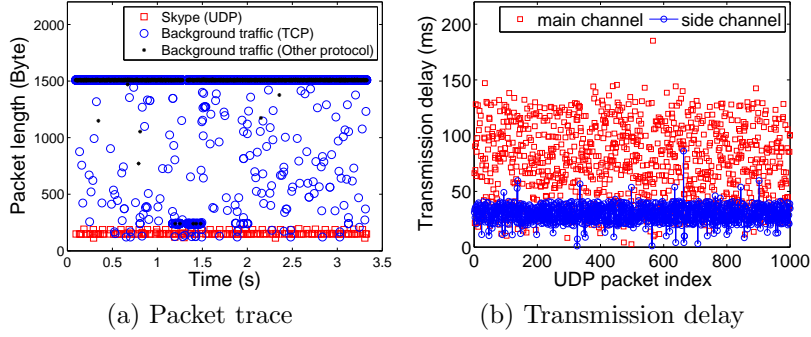 Skype (UDP)
Background traffic (TCP)
Background traffic (Other protocol)
Packet length (Byte)
2000
1500
1000
500
0
0 0.5 1 1.5 2 2.5 3 3.5
Time (s)
(a) Packet trace
main channel side channel
Transmission delay (ms)
200
150
100
50
0
0 200 400 600 800 1000
UDP packet index
(b) Transmission delay